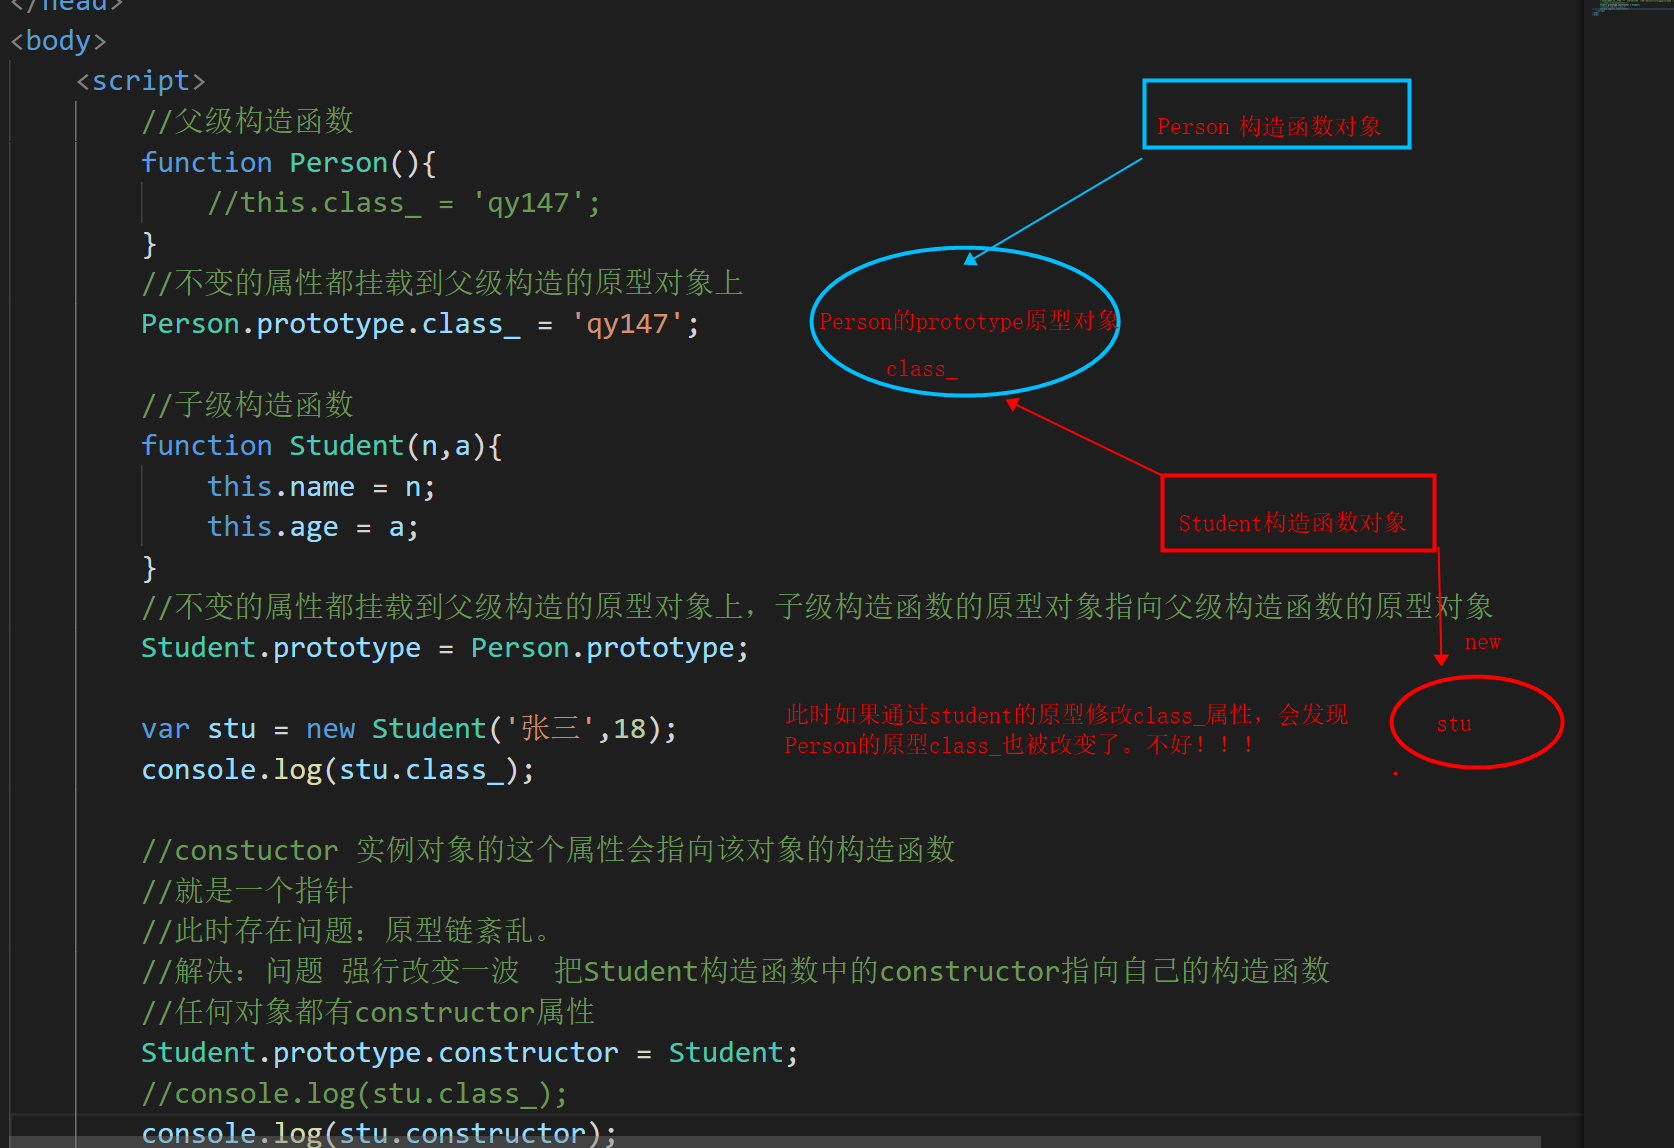 </head>
<body>
<script>
//父级构造函数
function Person(){
//this.class_ = 'qy147';
}
//不变的属性都挂载到父级构造的原型对象上
Person.prototype.class_ = 'qy147';
//子级构造函数
function Student(n,a){
this.name = n;
this.age = a;
}
//不变的属性都挂载到父级构造的原型对象上，子级构造函数的原型对象指向父级构造函数的原型对象
Student.prototype = Person.prototype;
var stu = new Student('张三',18);
console.log(stu.class_);
//constuctor 实例对象的这个属性会指向该对象的构造函数
//就是一个指针
//此时存在问题：原型链紊乱。
//解决：问题 强行改变一波  把Student构造函数中的constructor指向自己的构造函数
//任何对象都有constructor属性
Student.prototype.constructor = Student;
//console.log(stu.class_);
console.log(stu.constructor);
Person 构造函数对象
Person的prototype原型对象
class_
Student构造函数对象
new
stu
此时如果通过student的原型修改class_属性，会发现
Person的原型class_也被改变了。不好！！！